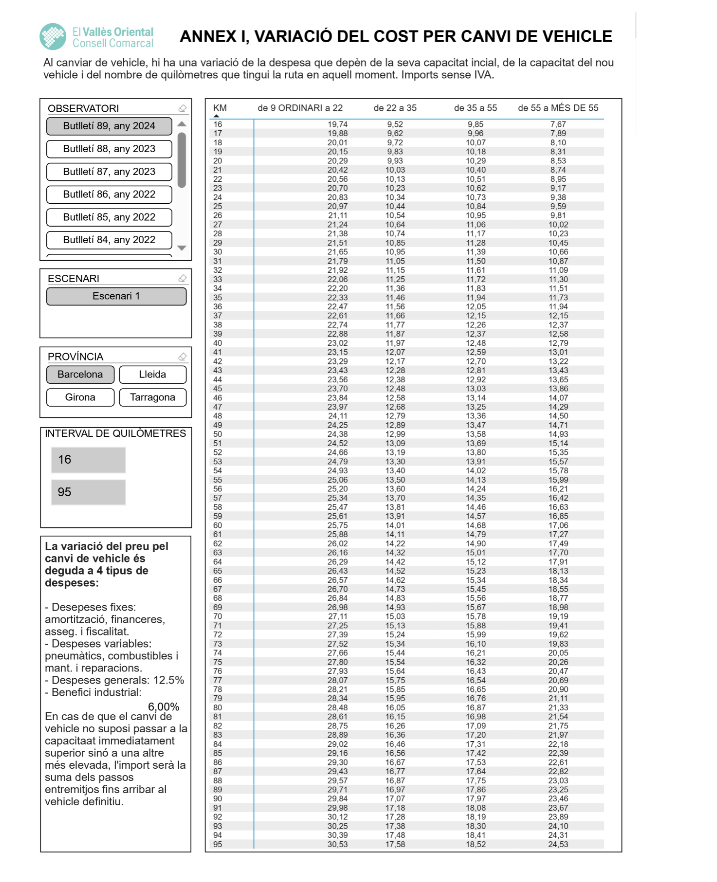 El Vallès Oriental
Consell Comarcal
ANNEX I, VARIACIÓ DEL COST PER CANVI DE VEHICLE
Al canviar de vehicle, hi ha una variació de la despesa que depèn de la seva capacitat incial, de la capacitat del nou
vehicle i del nombre de quilòmetres que tingui la ruta en aquell moment. Imports sense IVA.
OBSERVATORI
Butlletí 89, any 2024
Butlletí 88, any 2023
Butlletí 87, any 2023
Butlletí 86, any 2022
Butlletí 85, any 2022
Butlletí 84, any 2022
ESCENARI
Escenari 1
PROVÍNCIA
Barcelona Lleida
Girona Tarragona
INTERVAL DE QUILÒMETRES
16
95
La variació del preu pel
canvi de vehicle és
deguda a 4 tipus de
despeses:
- Desepeses fixes:
amortització, financeres,
asseg. i fiscalitat.
- Despeses variables:
pneumàtics, combustibles i
mant. i reparacions.
- Despeses generals: 12.5%
- Benefici industrial:
6,00%
En cas de que el canvi de
vehicle no suposi passar a la
capacitaat immediatament
superior sinó a una altre
més elevada, l'import serà la
suma dels passos
entremitjos fins arribar al
vehicle definitiu.
KM de 9 ORDINARI a 22 de 22 a 35 de 35 a 55 de 55 a MÉS DE 55
16 19,74 9,52 9,85 7,67
17 19,88 9,62 9,96 7,89
18 20,01 9,72 10,07 8,10
19 20,15 9,83 10,18 8,31
20 20,29 9,93 10,29 8,53
21 20,42 10,03 10,40 8,74
22 20,56 10,13 10,51 8,95
23 20,70 10,23 10,62 9,17
24 20,83 10,34 10,73 9,38
25 20,97 10,44 10,84 9,59
26 21,11 10,54 10,95 9,81
27 21,24 10,64 11,06 10,02
28 21,38 10,74 11,17 10,23
29 21,51 10,85 11,28 10,45
30 21,65 10,95 11,39 10,66
31 21,79 11,05 11,50 10,87
32 21,92 11,15 11,61 11,09
33 22,06 11,25 11,72 11,30
34 22,20 11,36 11,83 11,51
35 22,33 11,46 11,94 11,73
36 22,47 11,56 12,05 11,94
37 22,61 11,66 12,15 12,15
38 22,74 11,77 12,26 12,37
39 22,88 11,87 12,37 12,58
40 23,02 11,97 12,48 12,79
41 23,15 12,07 12,59 13,01
42 23,29 12,17 12,70 13,22
43 23,43 12,28 12,81 13,43
44 23,56 12,38 12,92 13,65
45 23,70 12,48 13,03 13,86
46 23,84 12,58 13,14 14,07
47 23,97 12,68 13,25 14,29
48 24,11 12,79 13,36 14,50
49 24,25 12,89 13,47 14,71
50 24,38 12,99 13,58 14,93
51 24,52 13,09 13,69 15,14
52 24,66 13,19 13,80 15,35
53 24,79 13,30 13,91 15,57
54 24,93 13,40 14,02 15,78
55 25,06 13,50 14,13 15,99
56 25,20 13,60 14,24 16,21
57 25,34 13,70 14,35 16,42
58 25,47 13,81 14,46 16,63
59 25,61 13,91 14,57 16,85
60 25,75 14,01 14,68 17,06
61 25,88 14,11 14,79 17,27
62 26,02 14,22 14,90 17,49
63 26,16 14,32 15,01 17,70
64 26,29 14,42 15,12 17,91
65 26,43 14,52 15,23 18,13
66 26,57 14,62 15,34 18,34
67 26,70 14,73 15,45 18,55
68 26,84 14,83 15,56 18,77
69 26,98 14,93 15,67 18,98
70 27,11 15,03 15,78 19,19
71 27,25 15,13 15,88 19,41
72 27,39 15,24 15,99 19,62
73 27,52 15,34 16,10 19,83
74 27,66 15,44 16,21 20,05
75 27,80 15,54 16,32 20,26
76 27,93 15,64 16,43 20,47
77 28,07 15,75 16,54 20,69
78 28,21 15,85 16,65 20,90
79 28,34 15,95 16,76 21,11
80 28,48 16,05 16,87 21,33
81 28,61 16,15 16,98 21,54
82 28,75 16,26 17,09 21,75
83 28,89 16,36 17,20 21,97
84 29,02 16,46 17,31 22,18
85 29,16 16,56 17,42 22,39
86 29,30 16,67 17,53 22,61
87 29,43 16,77 17,64 22,82
88 29,57 16,87 17,75 23,03
89 29,71 16,97 17,86 23,25
90 29,84 17,07 17,97 23,46
91 29,98 17,18 18,08 23,67
92 30,12 17,28 18,19 23,89
93 30,25 17,38 18,30 24,10
94 30,39 17,48 18,41 24,31
95 30,53 17,58 18,52 24,53